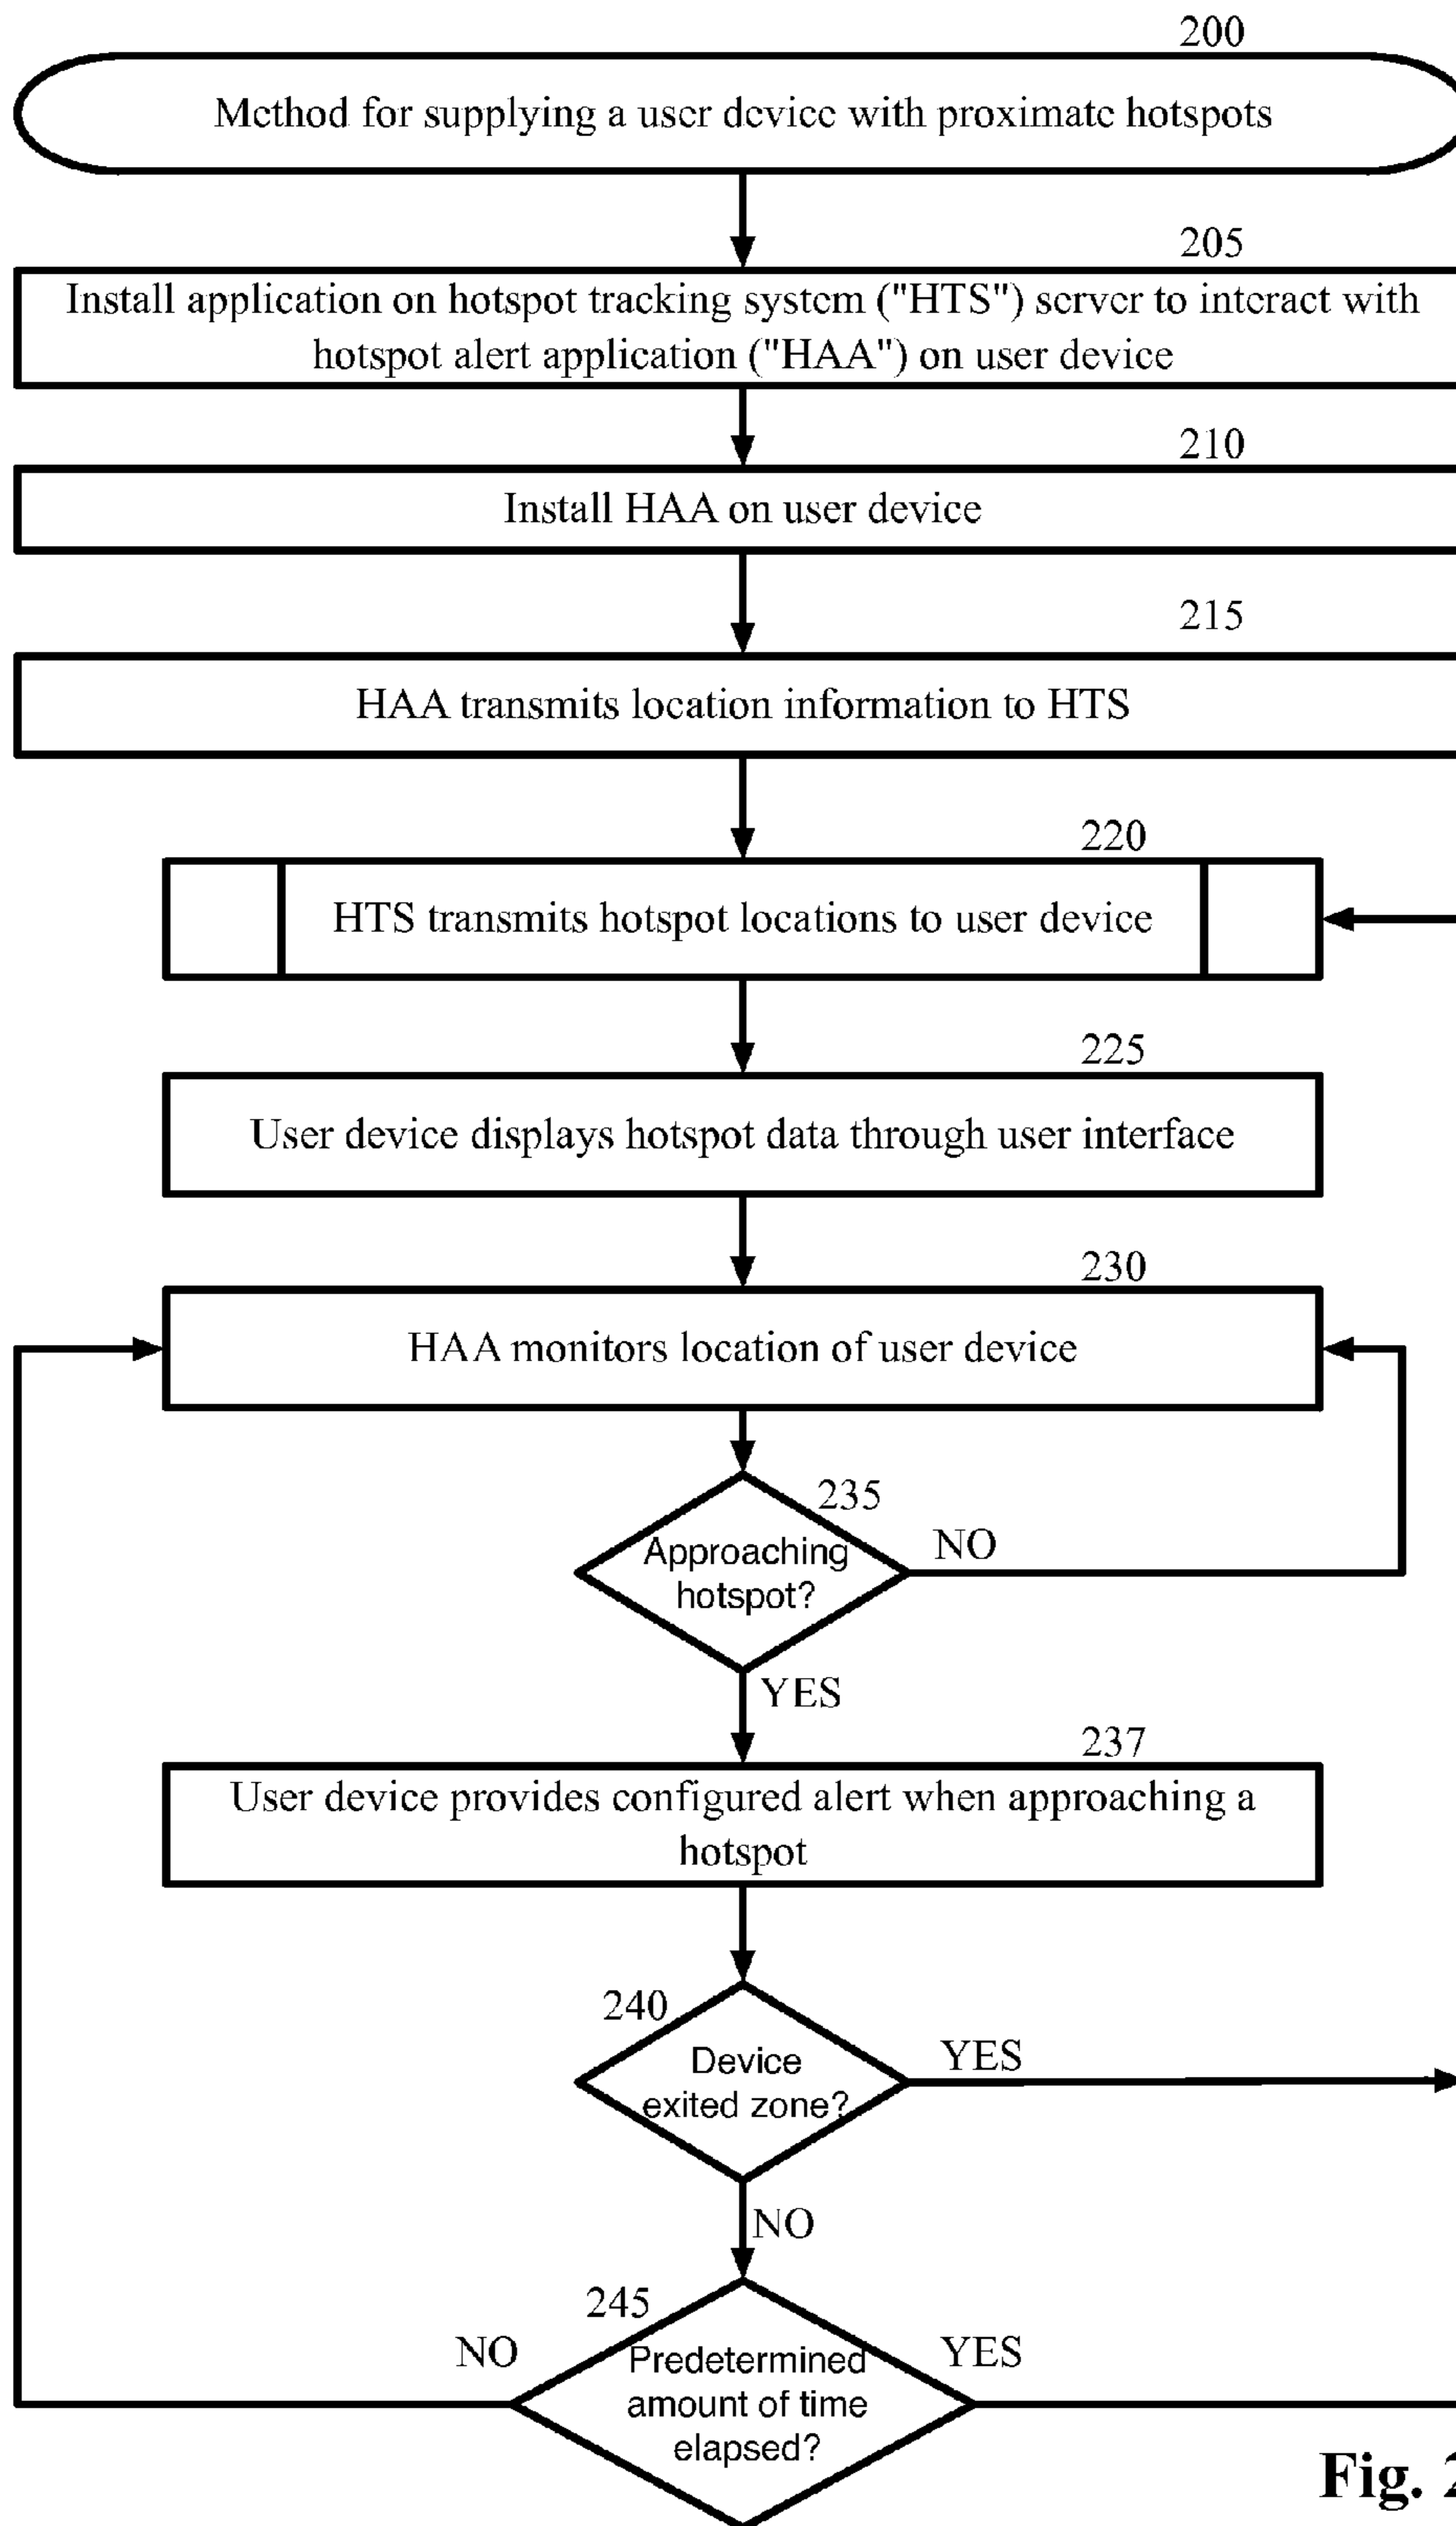 200
Method for supplying a user device with proximate hotspots
205
Install application on hotspot tracking system ("HTS") server to interact with
hotspot alert application ("HAA") on user device
210
Install HAA on user device
215
HAA transmits location information to HTS
220
HTS transmits hotspot locations to user device
225
User device displays hotspot data through user interface
230
HAA monitors location of user device
235
Approaching
hotspot?
NO
YES
237
User device provides configured alert when approaching a
hotspot
240
Device
exited zone?
YES
NO
245
NO
Predetermined
amount of time
elapsed?
YES
Fig. 2